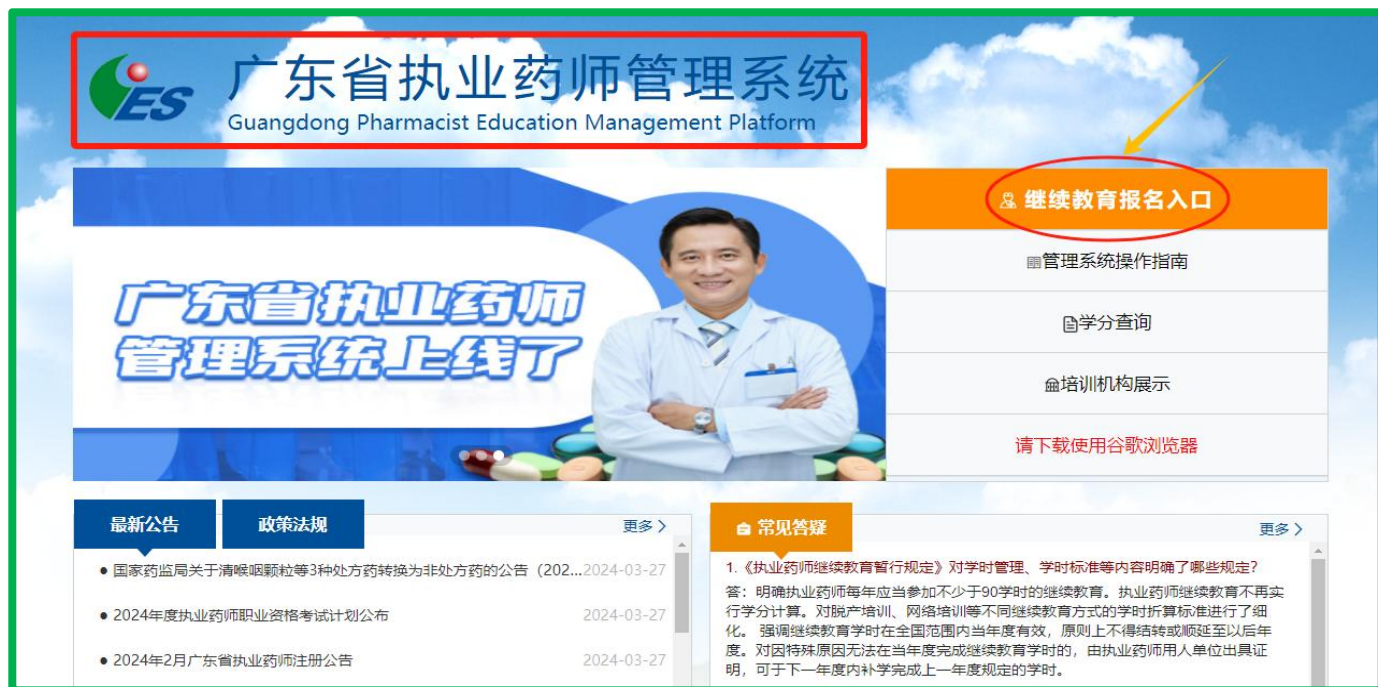 ES
广东省执业药师管理系统
Guangdong Pharmacist Education Management Platform
广东省执业药师
管理系统上线了
继续教育报名入口
管理系统操作指南
学分查询
培训机构展示
请下载使用谷歌浏览器
最新公告 政策法规 更多
● 国家药监局关于清喉咽颗粒等3种处方药转换为非处方药的公告（202...2024-03-27
● 2024年度执业药师职业资格考试计划公布 2024-03-27
● 2024年2月广东省执业药师注册公告 2024-03-27
常见答疑 更多
1.《执业药师继续教育暂行规定》对学时管理、学时标准等内容明确了哪些规定？
答：明确执业药师每年应当参加不少于90学时的继续教育。执业药师继续教育不再实
行学分计算。对脱产培训、网络培训等不同继续教育方式的学时折算标准进行了细
化。 强调继续教育学时在全国范围内当年度有效，原则上不得结转或顺延至以后年
度。对因特殊原因无法在当年度完成继续教育学时的，由执业药师用人单位出具证
明，可于下一年度内补学完成上一年度规定的学时。